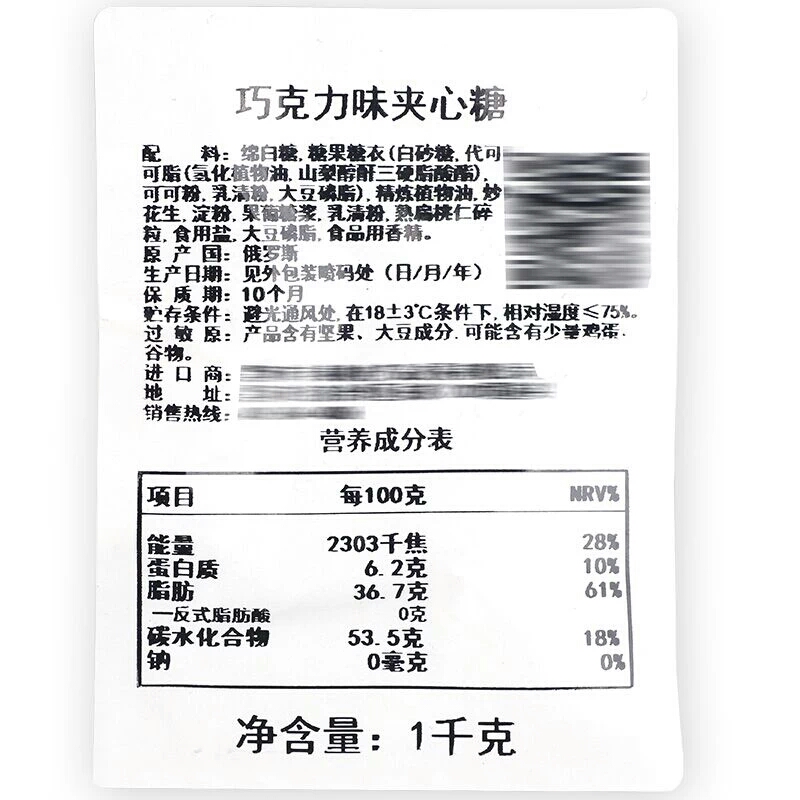 巧克力味夹心糖
配 料: 绵白糖, 糖果糖衣(白砂糖, 代可
可脂(氢化植物油, 山梨醇酐三硬脂酸酯),
可可粉, 乳清粉, 大豆磷脂), 精炼植物油, 炒
花生, 淀粉, 果葡糖浆, 乳清粉, 熟扁桃仁碎
粒, 食用盐, 大豆磷脂, 食品用香精。
原 产 国: 俄罗斯
生产日期: 见外包装喷码处 (日/月/年)
保 质 期: 10个月
贮存条件: 避光通风处, 在18±3℃条件下, 相对湿度≤75%。
过 敏 原: 产品含有坚果、大豆成分, 可能含有少量鸡蛋、
谷物。
进 口 商:
地 址:
销售热线:
营养成分表
项目 每100克 NRV%
能量 2303千焦 28%
蛋白质 6.2克 10%
脂肪 36.7克 61%
—反式脂肪酸 0克
碳水化合物 53.5克 18%
钠 0毫克 0%
净含量: 1千克